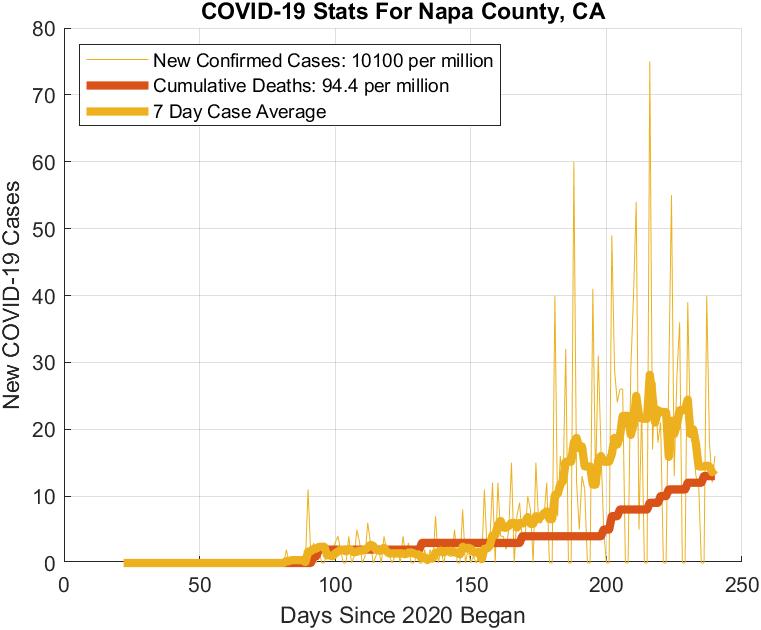 COVID-19 Stats For Napa County, CA
80
New Confirmed Cases: 10100 per million
Cumulative Deaths: 94.4 per million
7 Day Case Average
70
60
50
40
30
20
10
0
New COVID-19 Cases
0 50 100 150 200 250
Days Since 2020 Began